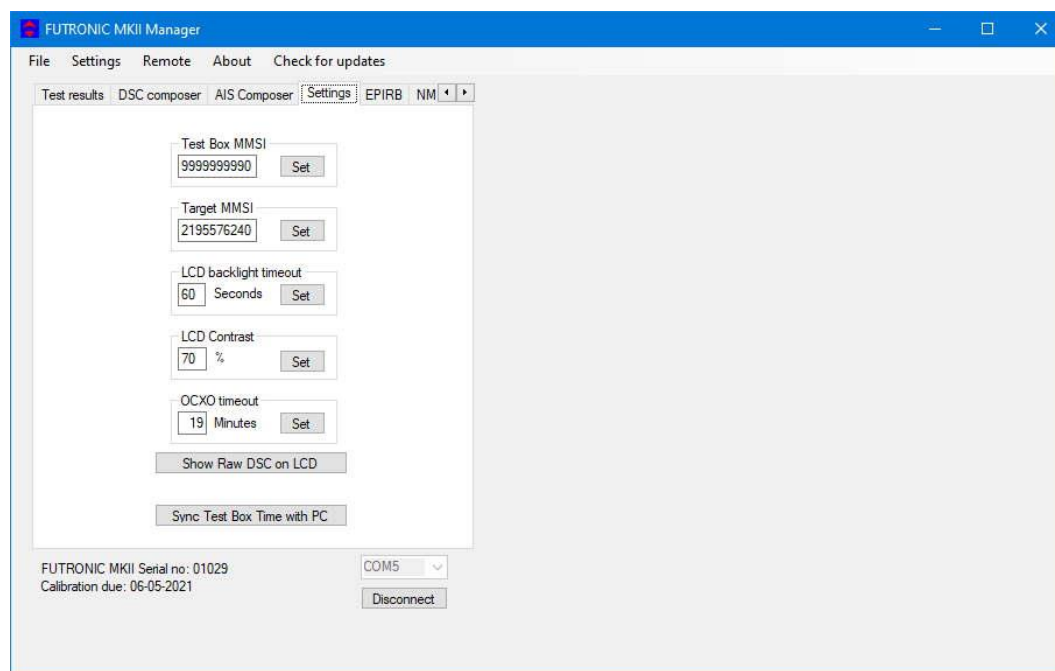 FUTRONIC MKII Manager
File Settings Remote About Check for updates
Test results DSC composer AIS Composer Settings EPIRB NM
Test Box MMSI
9999999990 Set
Target MMSI
2195576240 Set
LCD backlight timeout
60 Seconds Set
LCD Contrast
70 % Set
OCXO timeout
19 Minutes Set
Show Raw DSC on LCD
Sync Test Box Time with PC
FUTRONIC MKII Serial no: 01029
Calibration due: 06-05-2021
COM5
Disconnect